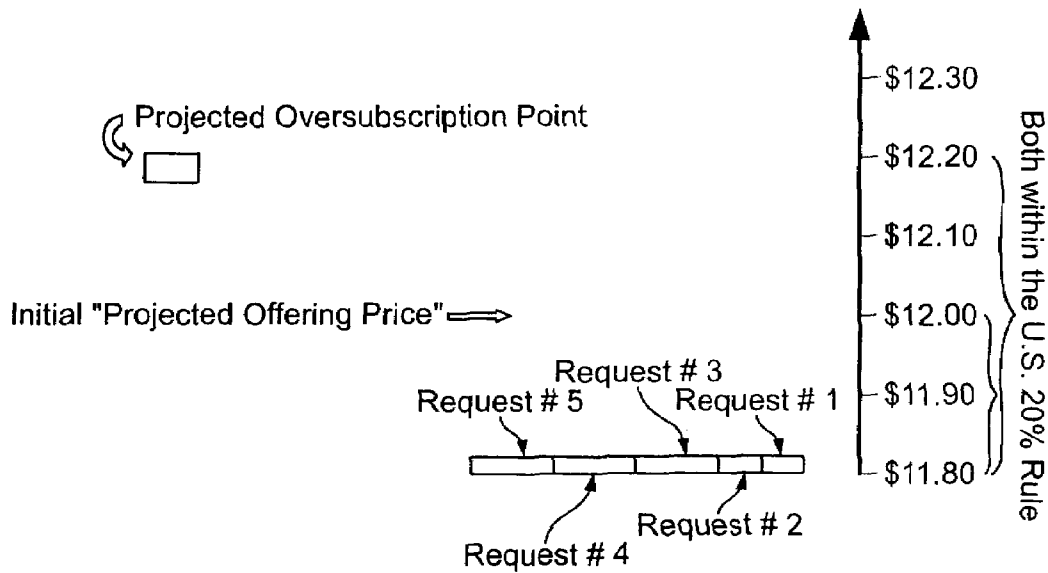 $12.30
Projected Oversubscription Point
$12.20
$12.10
Initial "Projected Offering Price"
$12.00
Request # 3
Request # 5
Request # 1
$11.90
$11.80
Request # 2
Request # 4
Both within the U.S. 20% Rule